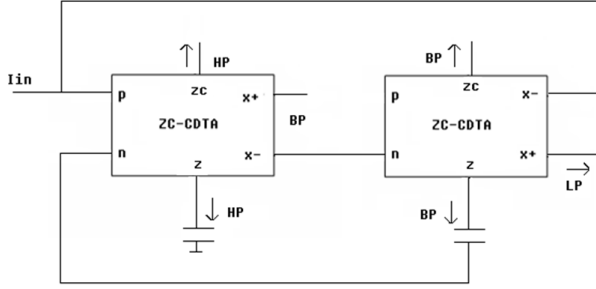 Iin
HP
BP
p
zc
x+
BP
p
zc
x-
ZC-CDTA
ZC-CDTA
n
z
x-
n
z
x+
HP
BP
LP